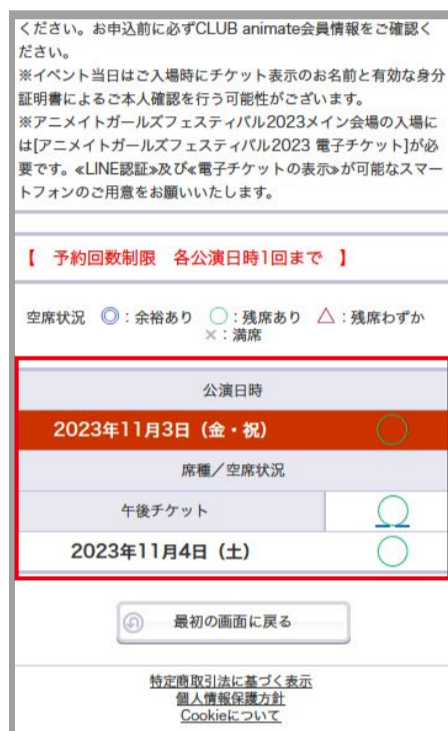 ください。お申込前に必ずCLUB animate会員情報をご確認く
ださい。
※イベント当日はご入場時にチケット表示のお名前と有効な身分
証明書によるご本人確認を行う可能性がございます。
※アニメイトガールズフェスティバル2023メイン会場の入場に
は[アニメイトガールズフェスティバル2023 電子チケット]が必
要です。≪LINE認証≫及び≪電子チケットの表示≫が可能なスマー
トフォンのご用意をお願いいたします。
【 予約回数制限 各公演日時1回まで 】
空席状況 ◎：余裕あり ○：残席あり △：残席わずか
×：満席
公演日時
2023年11月3日（金・祝） ○
席種／空席状況
午後チケット ○
2023年11月4日（土） ○
最初の画面に戻る
特定商取引法に基づく表示
個人情報保護方針
Cookieについて